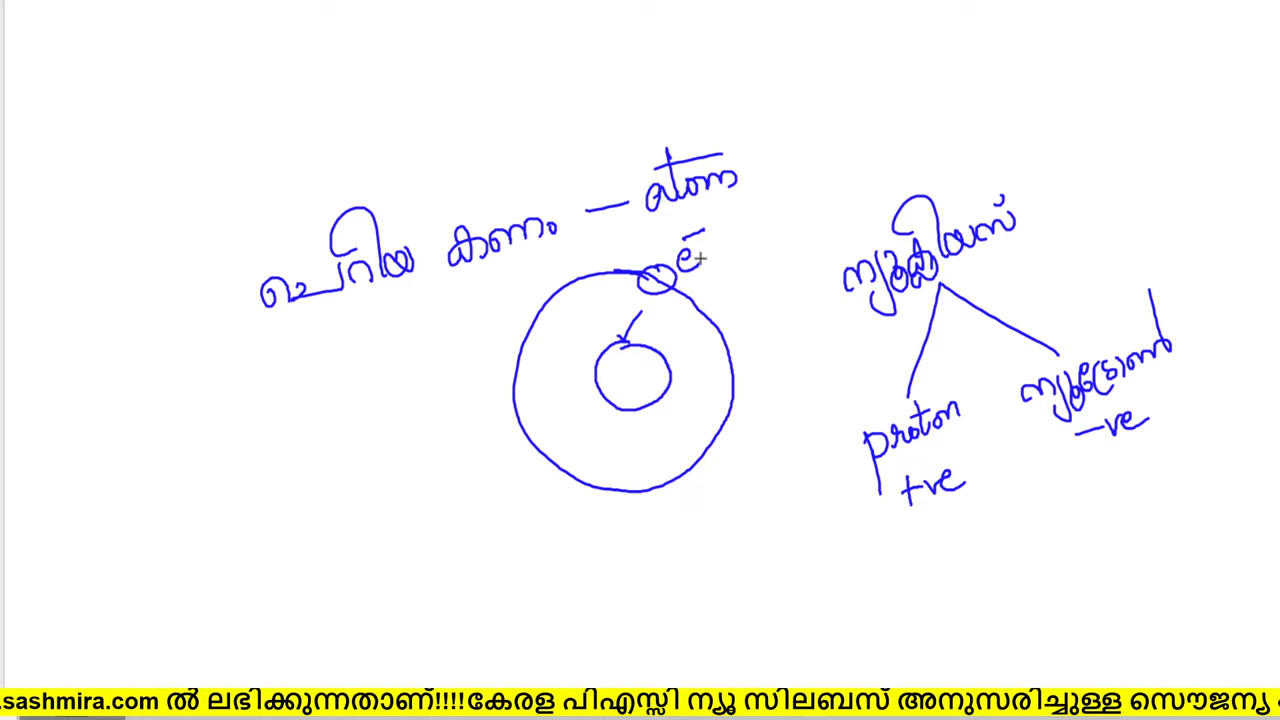 ചെറിയ കണം – atom
e⁻
ന്യൂക്ലിയസ്
proton
+ve
ന്യൂട്രോൺ
-ve
.sashmira.com ൽ ലഭിക്കുന്നതാണ്!!!!കേരള പിഎസ്സി ന്യൂ സിലബസ് അനുസരിച്ചുള്ള സൌജന്യ